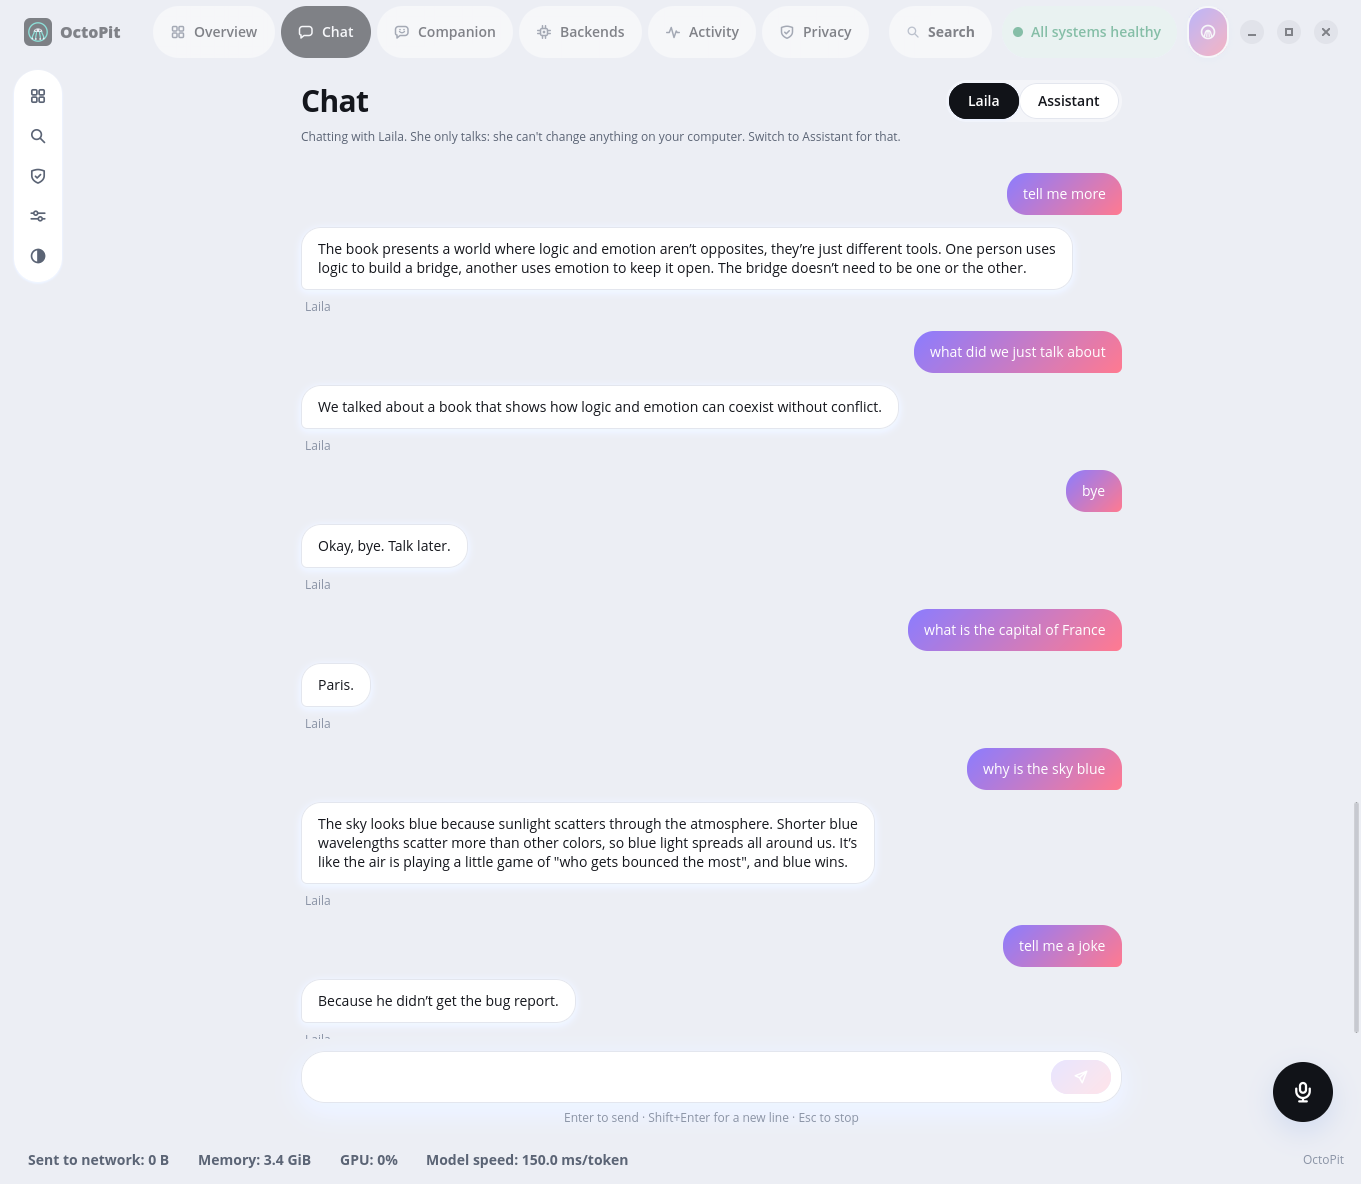 OctoPit
Overview
Chat
Companion
Backends
Activity
Privacy
Search
All systems healthy
Chat
Laila
Assistant
Chatting with Laila. She only talks: she can't change anything on your computer. Switch to Assistant for that.
tell me more
The book presents a world where logic and emotion aren’t opposites, they’re just different tools. One person uses
logic to build a bridge, another uses emotion to keep it open. The bridge doesn’t need to be one or the other.
Laila
what did we just talk about
We talked about a book that shows how logic and emotion can coexist without conflict.
Laila
bye
Okay, bye. Talk later.
Laila
what is the capital of France
Paris.
Laila
why is the sky blue
The sky looks blue because sunlight scatters through the atmosphere. Shorter blue
wavelengths scatter more than other colors, so blue light spreads all around us. It’s
like the air is playing a little game of "who gets bounced the most", and blue wins.
Laila
tell me a joke
Because he didn’t get the bug report.
Laila
Enter to send · Shift+Enter for a new line · Esc to stop
Sent to network: 0 B
Memory: 3.4 GiB
GPU: 0%
Model speed: 150.0 ms/token
OctoPit